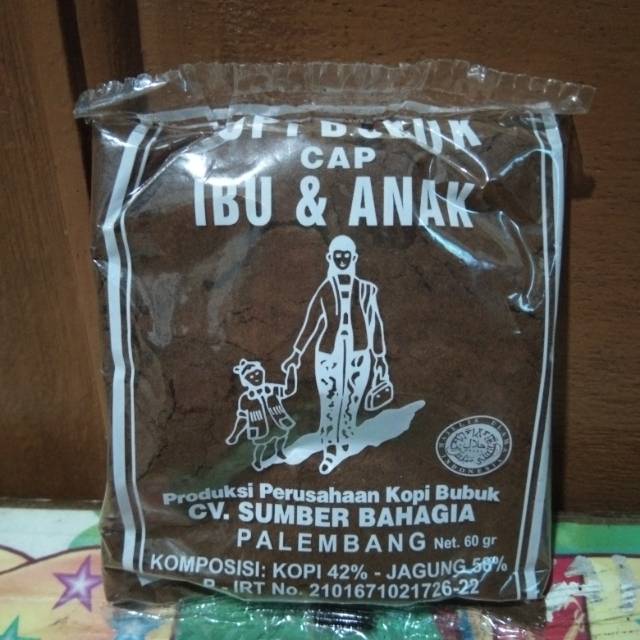 BUBUK
CAP
IBU & ANAK
Produksi Perusahaan Kopi Bubuk
CV. SUMBER BAHAGIA
PALEMBANG Net. 60 gr
KOMPOSISI: KOPI 42% - JAGUNG 58%
P. IRT No. 2101671021726-22